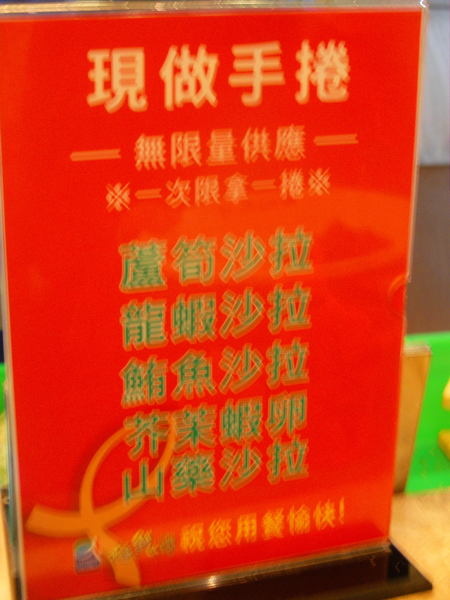 現做手捲
無限量供應
※一次限拿一捲※
蘆筍沙拉
龍蝦沙拉
鮪魚沙拉
芥茉蝦卵
山藥沙拉
祝您用餐愉快!